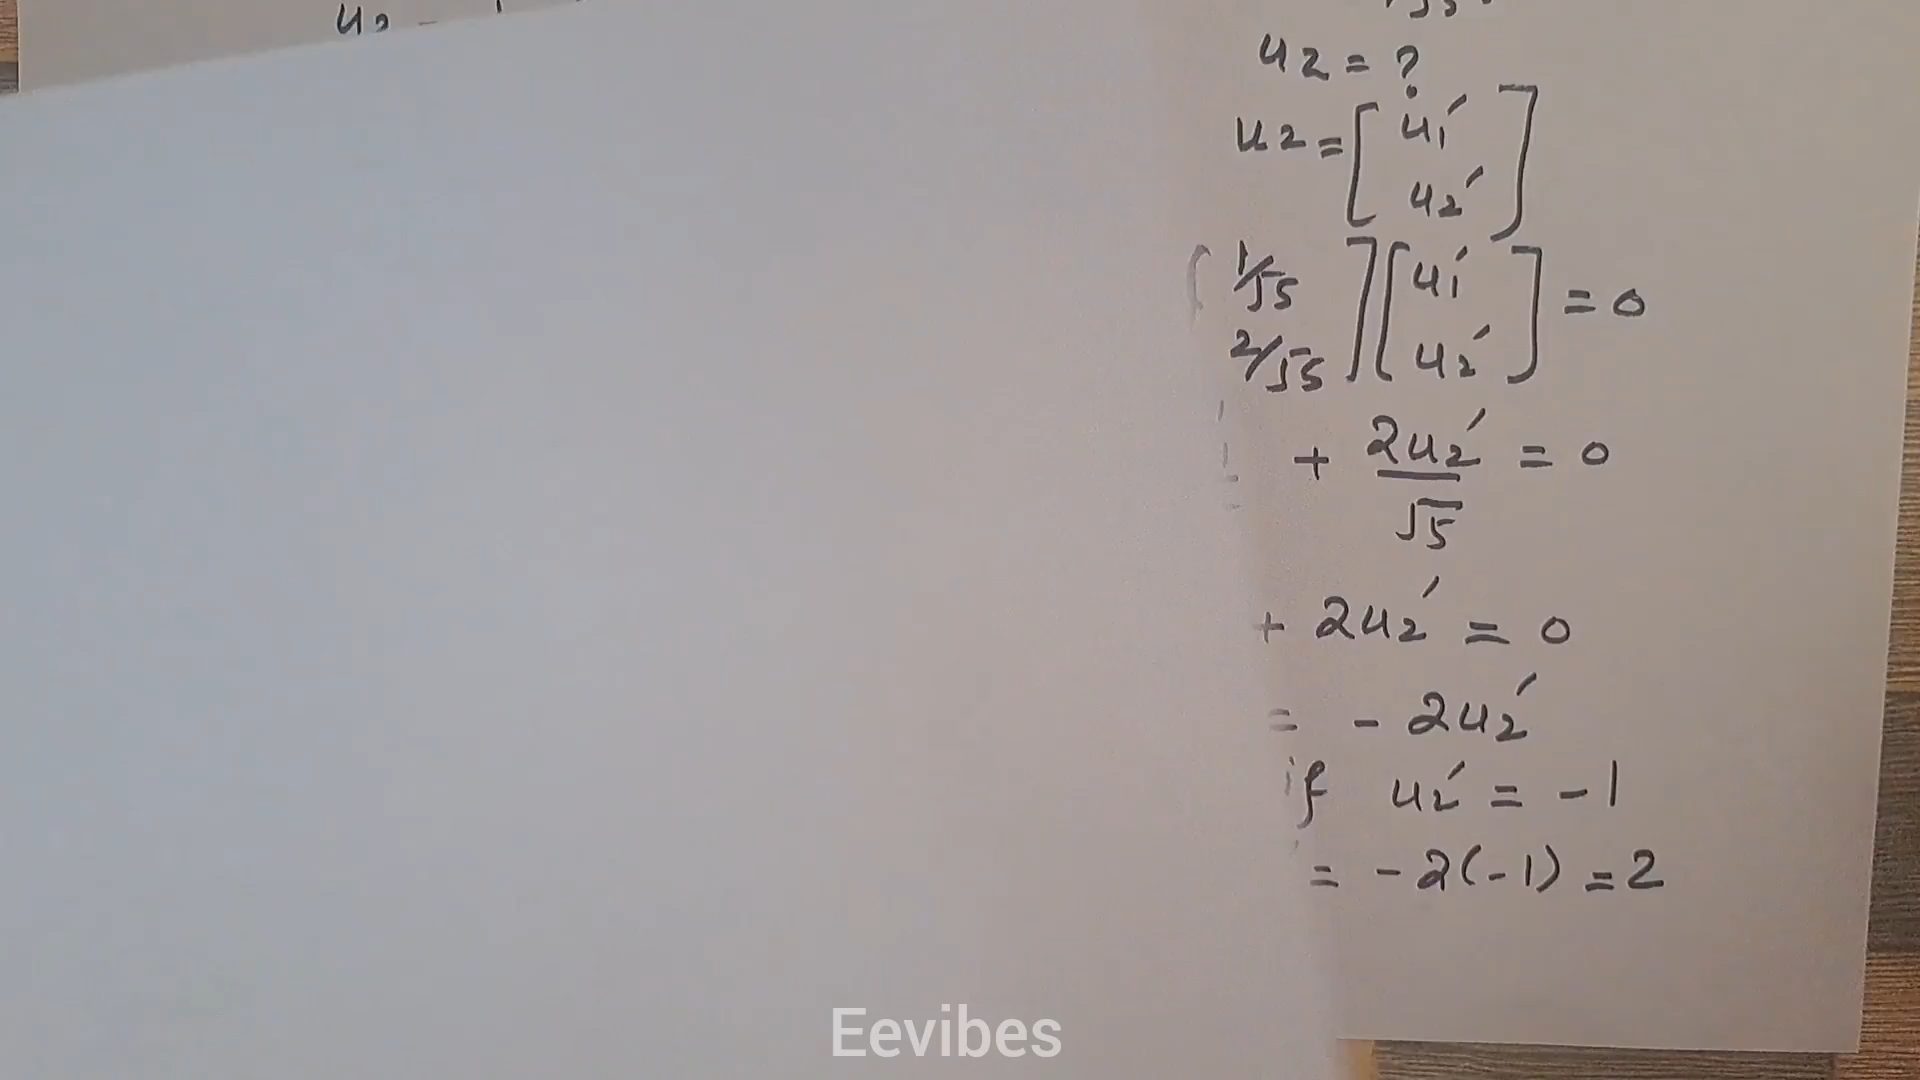 u2 = ?
u2 = [ u1′
u2′ ]
[ 1/√5
2/√5 ] [ u1′
u2′ ] = 0
+ 2u2′/√5 = 0
+ 2u2′ = 0
= - 2u2′
if u2′ = -1
= -2(-1) = 2
Eevibes